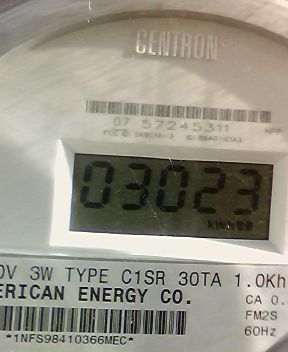 CENTRON®
07 57245311
03023
kWh
0V 3W TYPE C1SR 30TA 1.0Kh
ERICAN ENERGY CO.
CA 0.
FM2S
60Hz
*1NFS98410366MEC*